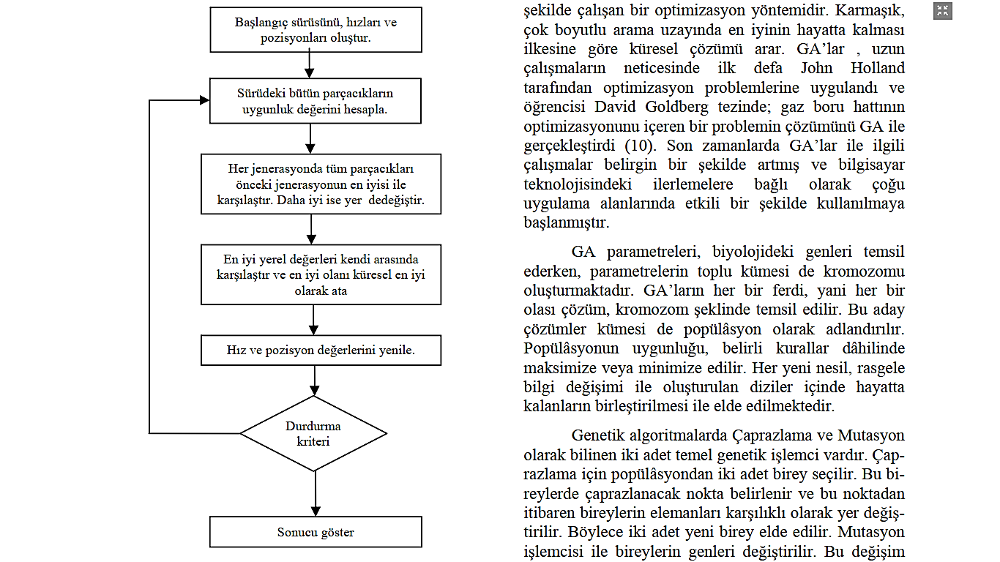 Başlangıç sürüsünü, hızları ve
pozisyonları oluştur.
Sürüdeki bütün parçacıkların
uygunluk değerini hesapla.
Her jenerasyonda tüm parçacıkları
önceki jenerasyonun en iyisi ile
karşılaştır. Daha iyi ise yer dedeğiştir.
En iyi yerel değerleri kendi arasında
karşılaştır ve en iyi olanı küresel en iyi
olarak ata
Hız ve pozisyon değerlerini yenile.
Durdurma
kriteri
Sonucu göster
şekilde çalışan bir optimizasyon yöntemidir. Karmaşık,
çok boyutlu arama uzayında en iyinin hayatta kalması
ilkesine göre küresel çözümü arar. GA’lar , uzun
çalışmaların neticesinde ilk defa John Holland
tarafından optimizasyon problemlerine uygulandı ve
öğrencisi David Goldberg tezinde; gaz boru hattının
optimizasyonunu içeren bir problemin çözümünü GA ile
gerçekleştirdi (10). Son zamanlarda GA’lar ile ilgili
çalışmalar belirgin bir şekilde artmış ve bilgisayar
teknolojisindeki ilerlemelere bağlı olarak çoğu
uygulama alanlarında etkili bir şekilde kullanılmaya
başlanmıştır.
GA parametreleri, biyolojideki genleri temsil
ederken, parametrelerin toplu kümesi de kromozomu
oluşturmaktadır. GA’ların her bir ferdi, yani her bir
olası çözüm, kromozom şeklinde temsil edilir. Bu aday
çözümler kümesi de popülâsyon olarak adlandırılır.
Popülâsyonun uygunluğu, belirli kurallar dâhilinde
maksimize veya minimize edilir. Her yeni nesil, rasgele
bilgi değişimi ile oluşturulan diziler içinde hayatta
kalanların birleştirilmesi ile elde edilmektedir.
Genetik algoritmalarda Çaprazlama ve Mutasyon
olarak bilinen iki adet temel genetik işlemci vardır. Çap-
razlama için popülâsyondan iki adet birey seçilir. Bu bi-
reylerde çaprazlanacak nokta belirlenir ve bu noktadan
itibaren bireylerin elemanları karşılıklı olarak yer değiş-
tirilir. Böylece iki adet yeni birey elde edilir. Mutasyon
işlemcisi ile bireylerin genleri değiştirilir. Bu değişim